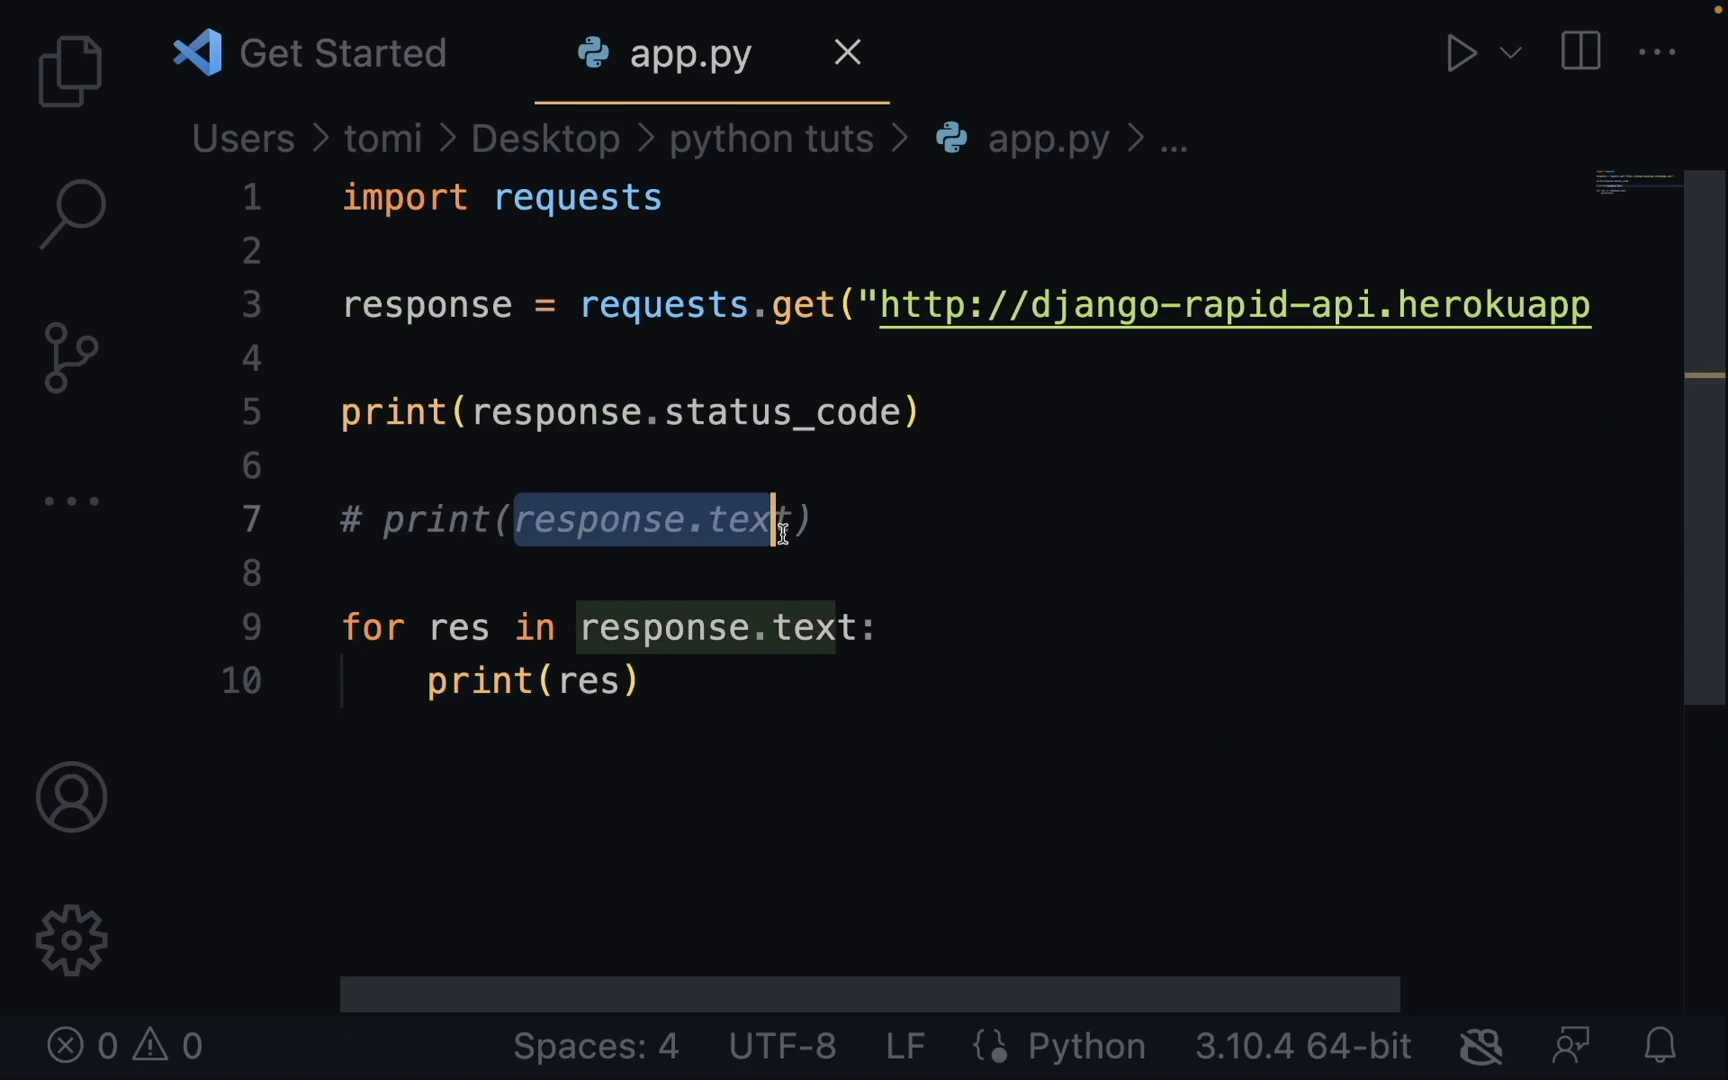 Get Started
app.py
Users > tomi > Desktop > python tuts > app.py > ...
1 import requests
2
3 response = requests.get("http://django-rapid-api.herokuapp
4
5 print(response.status_code)
6
7 # print(response.text)
8
9 for res in response.text:
10 print(res)
0 0 Spaces: 4 UTF-8 LF Python 3.10.4 64-bit